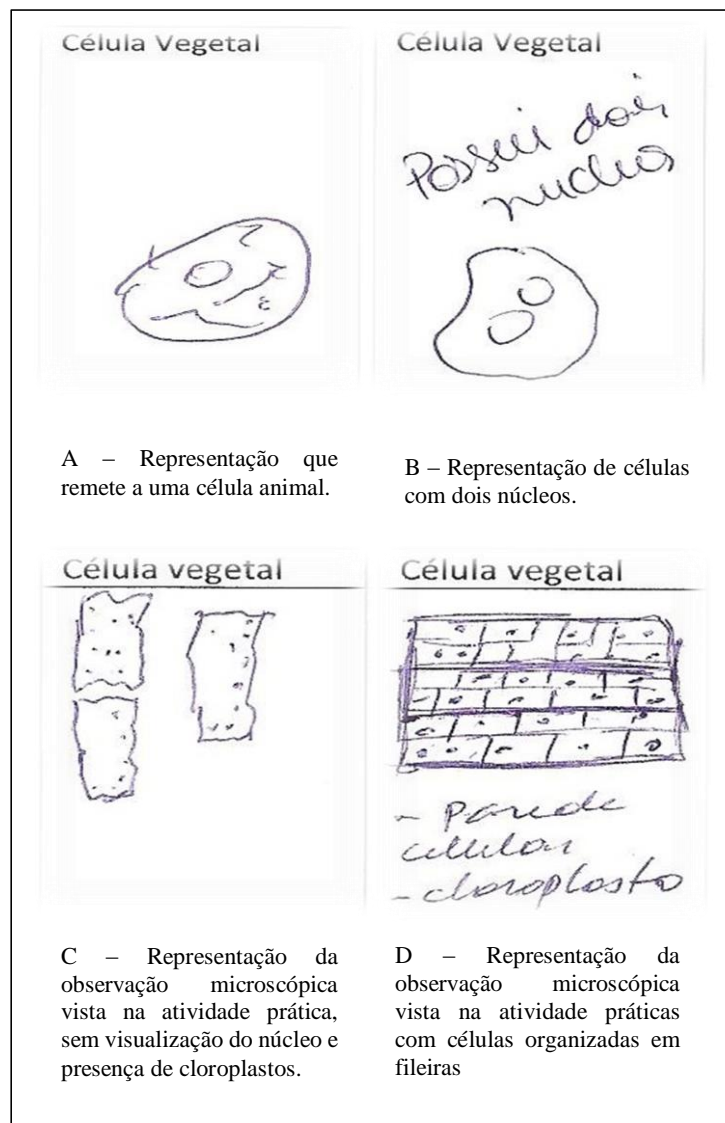 Célula Vegetal
Possui dois
nucleos
A – Representação que
remete a uma célula animal.
Célula Vegetal
B – Representação de células
com dois núcleos.
Célula vegetal
C – Representação da
observação microscópica
vista na atividade prática,
sem visualização do núcleo e
presença de cloroplastos.
Célula vegetal
- Parede
celular
- cloroplasto
D – Representação da
observação microscópica
vista na atividade práticas
com células organizadas em
fileiras